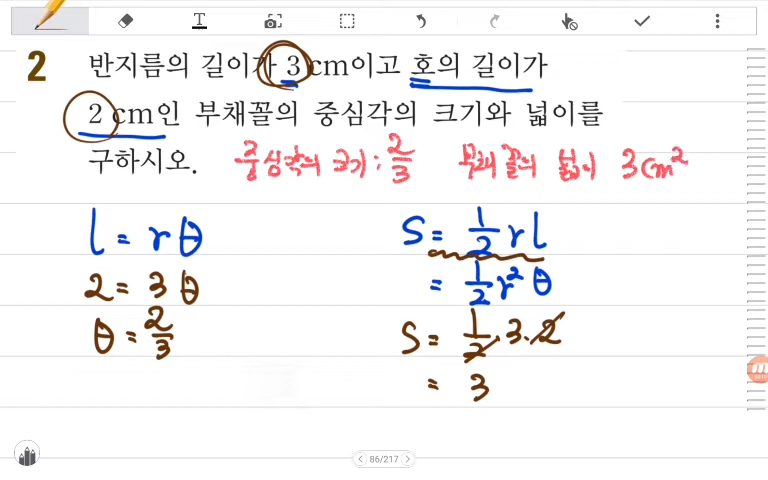 2 반지름의 길이가 3 cm이고 호의 길이가
2 cm인 부채꼴의 중심각의 크기와 넓이를
구하시오. 중심각의 크기 : 2/3 부채꼴의 넓이 3cm²
l = rθ
2 = 3θ
θ = 2/3
S = 1/2 rl
= 1/2 r²θ
S = 1/2 · 3 · 2
= 3
86/217